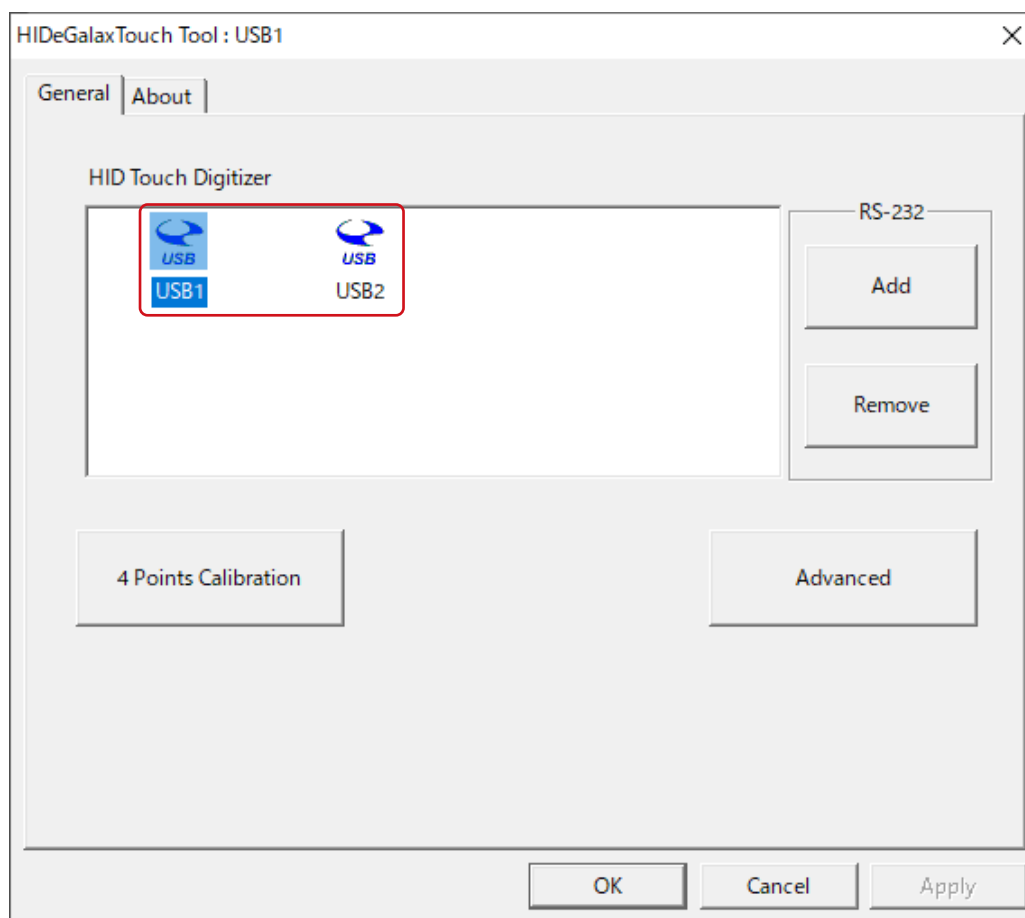 HIDeGalaxTouch Tool : USB1
General
About
HID Touch Digitizer
USB
USB
USB1
USB2
RS-232
Add
Remove
4 Points Calibration
Advanced
OK
Cancel
Apply